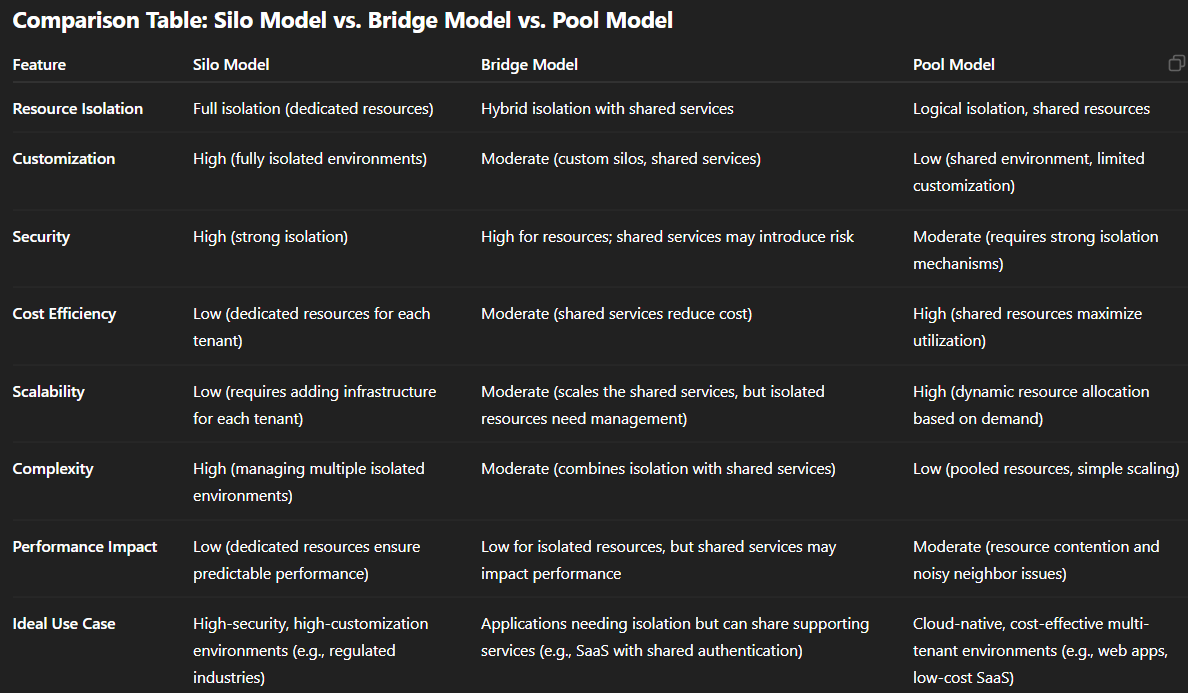 Comparison Table: Silo Model vs. Bridge Model vs. Pool Model
Feature Silo Model Bridge Model Pool Model
Resource Isolation Full isolation (dedicated resources) Hybrid isolation with shared services Logical isolation, shared resources
Customization High (fully isolated environments) Moderate (custom silos, shared services) Low (shared environment, limited
customization)
Security High (strong isolation) High for resources; shared services may introduce risk Moderate (requires strong isolation
mechanisms)
Cost Efficiency Low (dedicated resources for each Moderate (shared services reduce cost) High (shared resources maximize
tenant) utilization)
Scalability Low (requires adding infrastructure Moderate (scales the shared services, but isolated High (dynamic resource allocation
for each tenant) resources need management) based on demand)
Complexity High (managing multiple isolated Moderate (combines isolation with shared services) Low (pooled resources, simple scaling)
environments)
Performance Impact Low (dedicated resources ensure Low for isolated resources, but shared services may Moderate (resource contention and
predictable performance) impact performance noisy neighbor issues)
Ideal Use Case High-security, high-customization Applications needing isolation but can share supporting Cloud-native, cost-effective multi-
environments (e.g., regulated services (e.g., SaaS with shared authentication) tenant environments (e.g., web apps,
industries) low-cost SaaS)